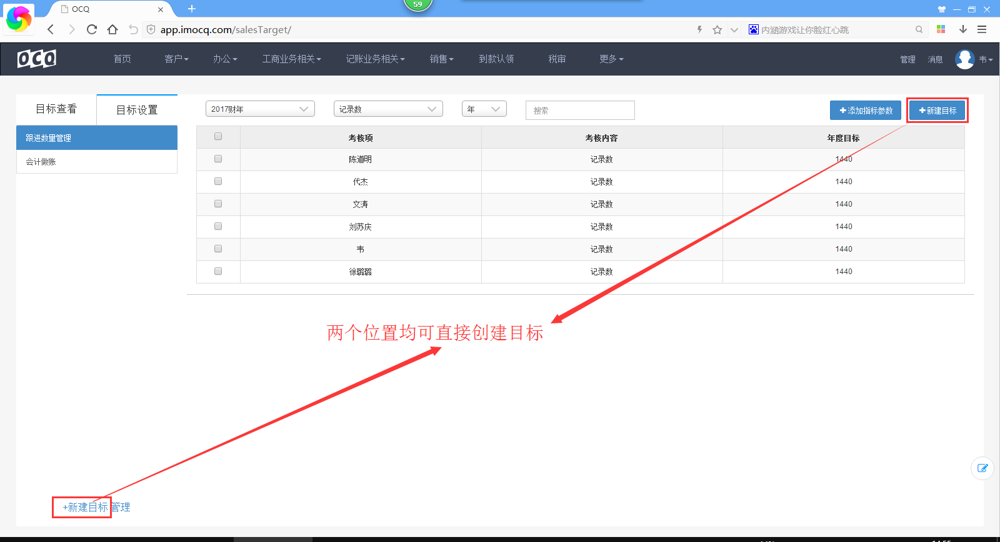 OCQ
59
app.imocq.com/salesTarget/
内涵游戏让你脸红心跳
OCQ 首页 客户 办公 工商业务相关 记账业务相关 销售 到款认领 税审 更多 管理 消息 韦
目标查看 目标设置 2017财年 记录数 年 搜索 添加指标参数 新建目标
跟进数量管理
会计做账
考核项 考核内容 年度目标
陈道明 记录数 1440
代杰 记录数 1440
文涛 记录数 1440
刘苏庆 记录数 1440
韦 记录数 1440
徐璐璐 记录数 1440
两个位置均可直接创建目标
+新建目标 管理